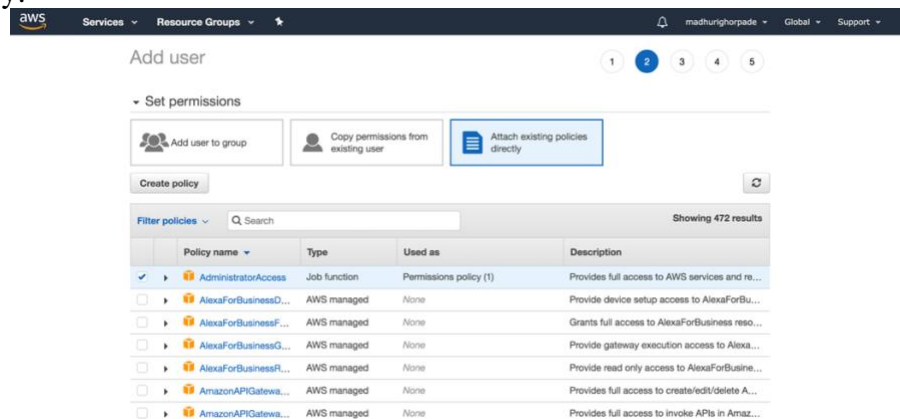 y.
aws Services Resource Groups madhurighorpade Global Support
Add user 1 2 3 4 5
Set permissions
Add user to group Copy permissions from existing user Attach existing policies directly
Create policy
Filter policies Search Showing 472 results
Policy name Type Used as Description
AdministratorAccess Job function Permissions policy (1) Provides full access to AWS services and re...
AlexaForBusinessD... AWS managed None Provide device setup access to AlexaForBu...
AlexaForBusinessF... AWS managed None Grants full access to AlexaForBusiness reso...
AlexaForBusinessG... AWS managed None Provide gateway execution access to Alexa...
AlexaForBusinessR... AWS managed None Provide read only access to AlexaForBusine...
AmazonAPIGatewa... AWS managed None Provides full access to create/edit/delete A...
AmazonAPIGatewa... AWS managed None Provides full access to invoke APIs in Amaz...